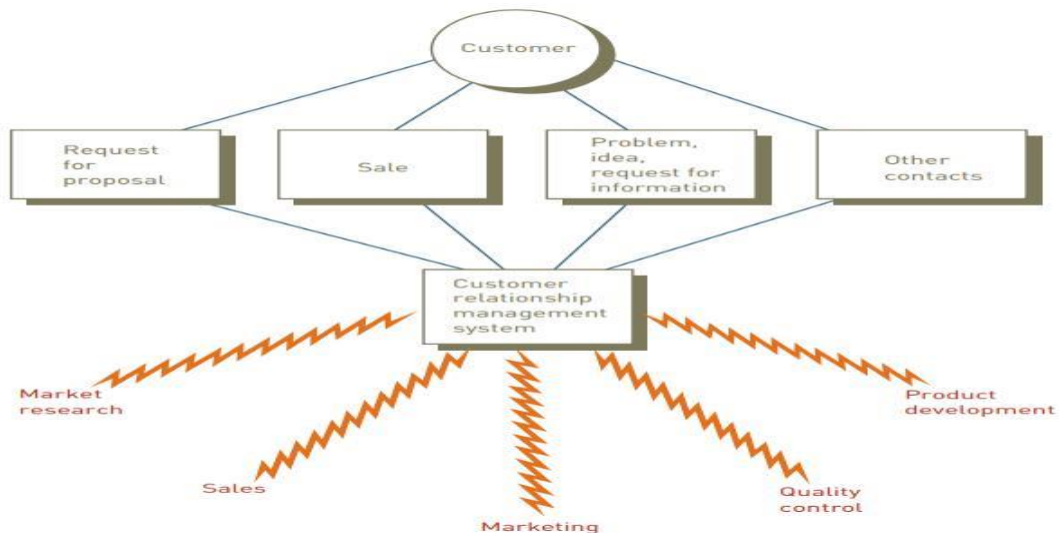 Customer
Request
for
proposal
Sale
Problem,
idea,
request for
information
Other
contacts
Customer
relationship
management
system
Market
research
Sales
Marketing
Quality
control
Product
development